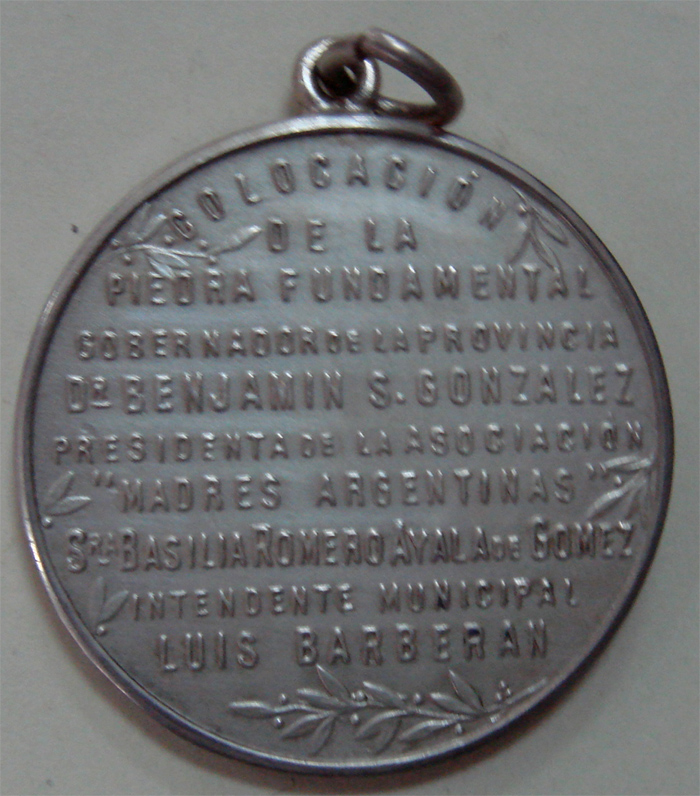 COLOCACIÓN
DE LA
PIEDRA FUNDAMENTAL
GOBERNADOR DE LA PROVINCIA
DR BENJAMIN S. GONZALEZ
PRESIDENTA DE LA ASOCIACIÓN
"MADRES ARGENTINAS"
SRA BASILIA ROMERO AYALA DE GOMEZ
INTENDENTE MUNICIPAL
LUIS BARBERAN